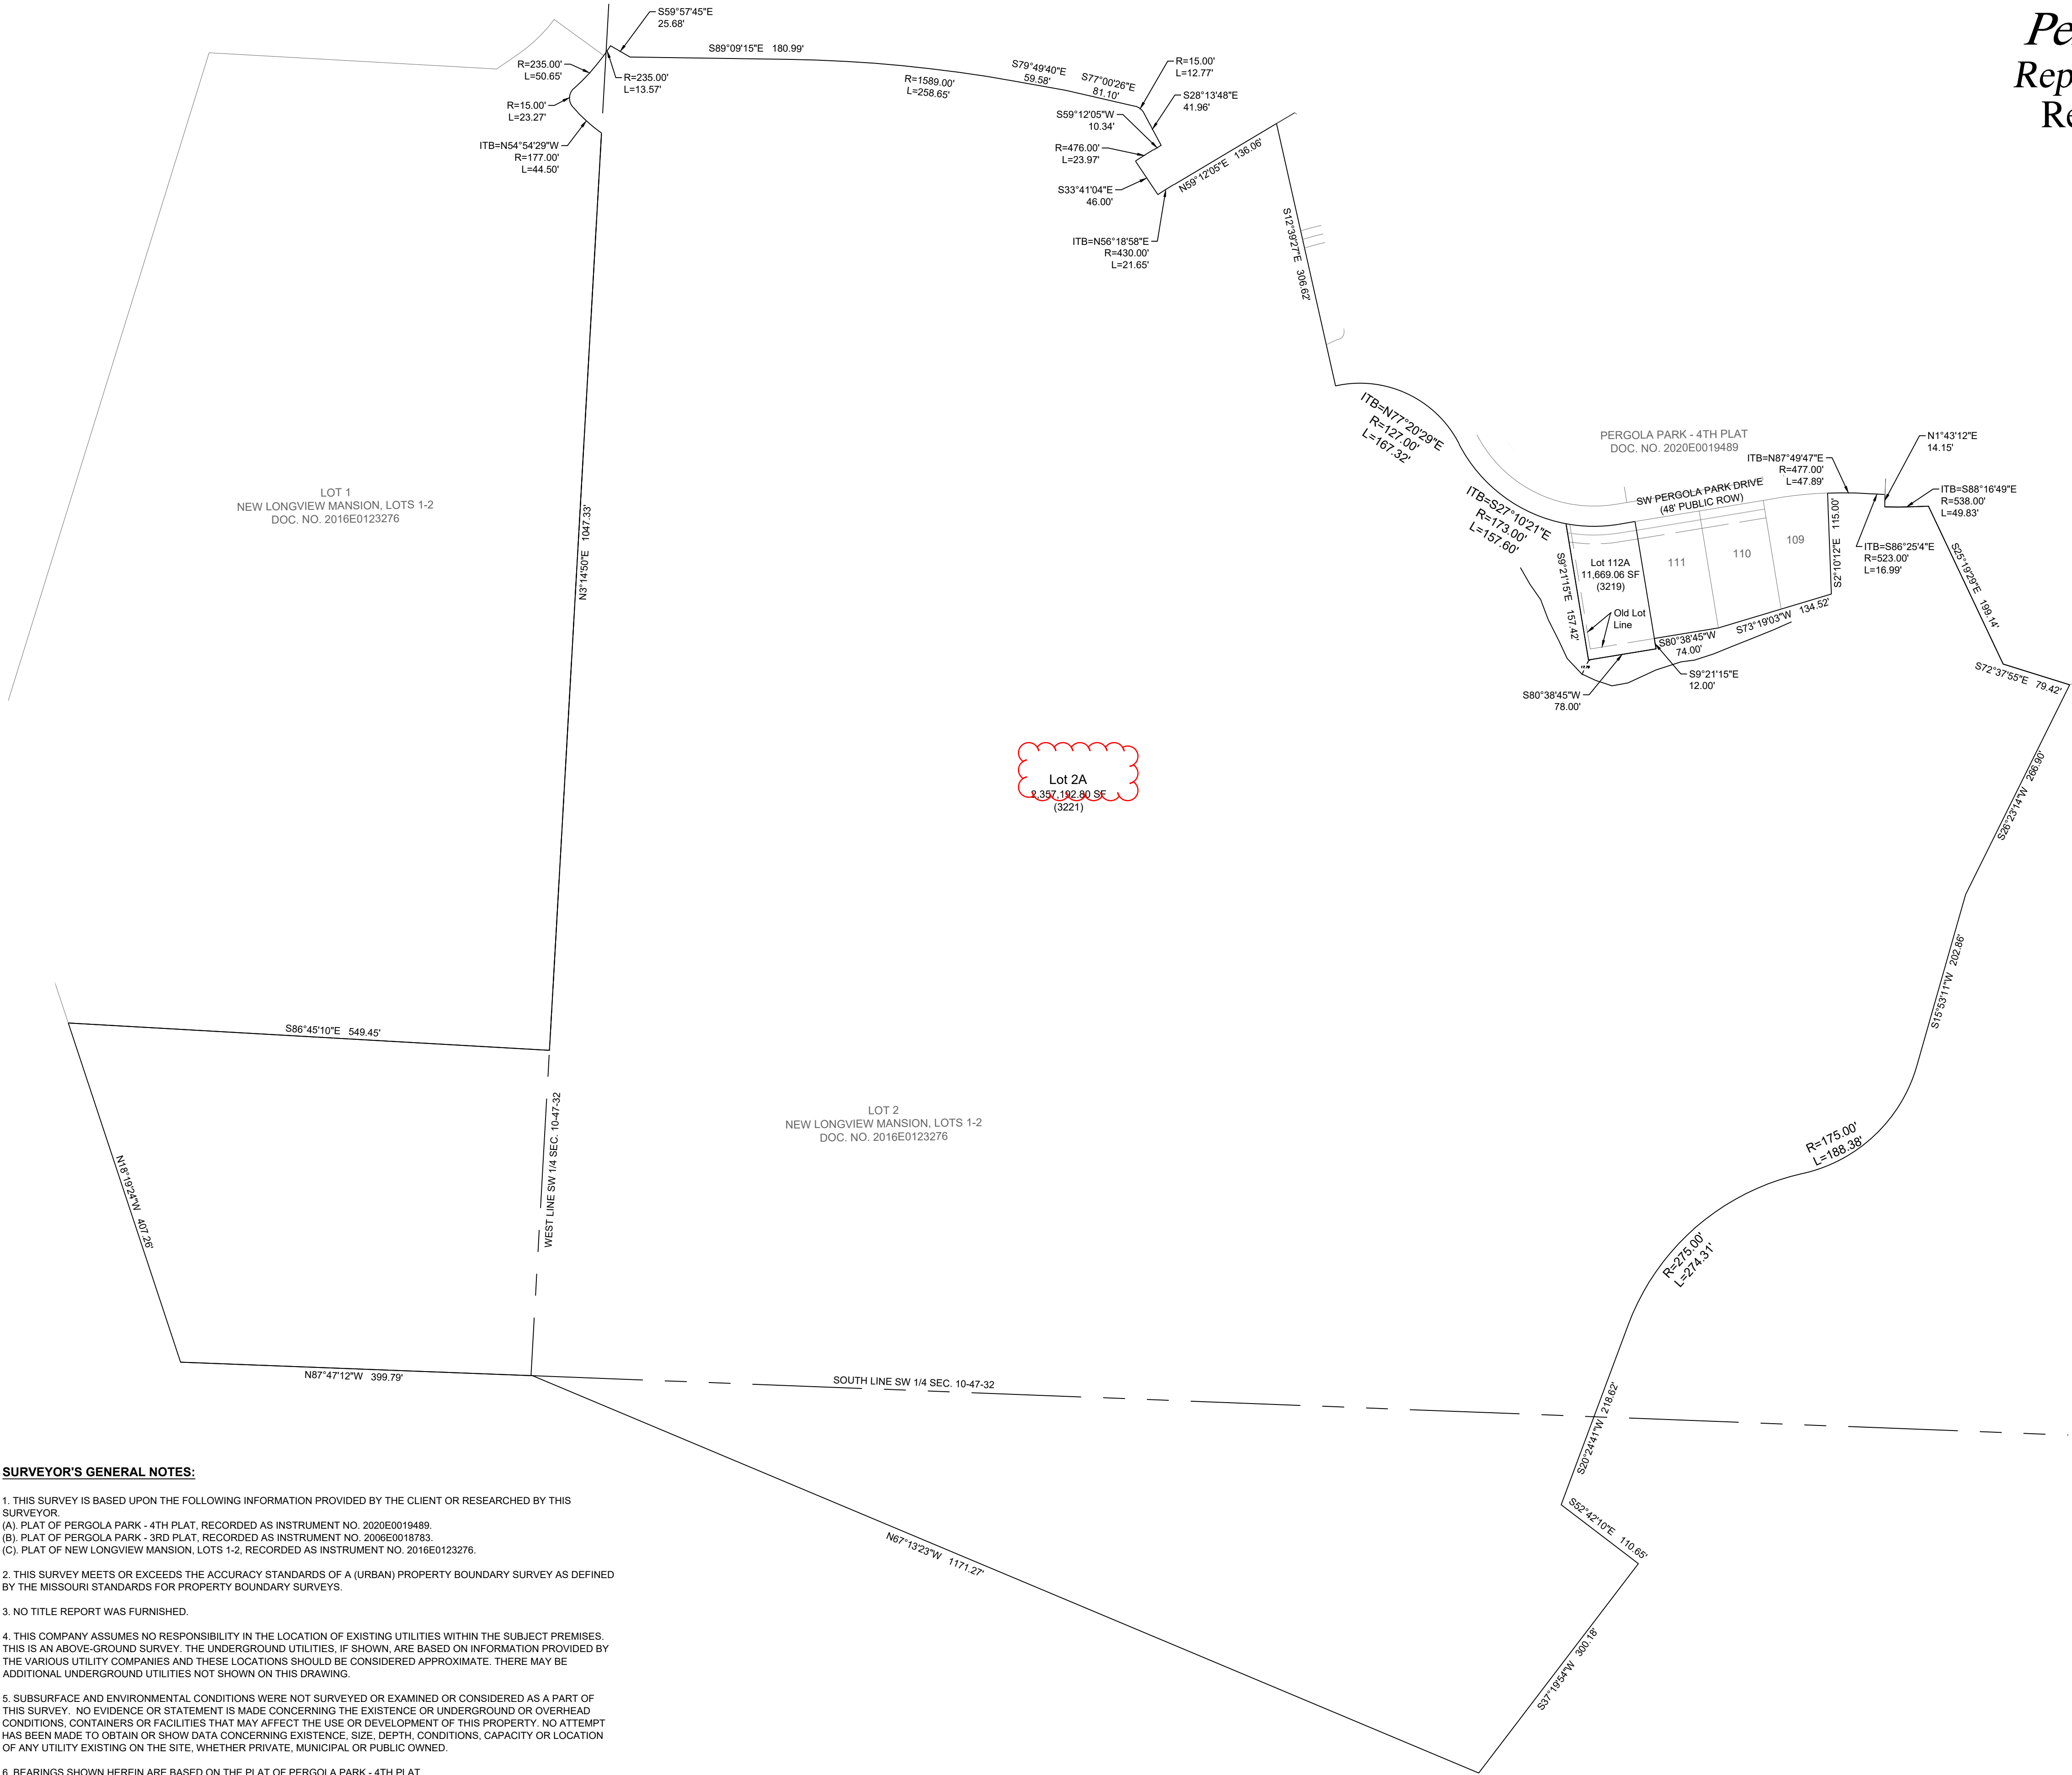 Pe
Rep
Re
S59°57'45"E
25.68'
S89°09'15"E 180.99'
R=235.00'
L=50.65'
R=235.00'
L=13.57'
R=15.00'
L=23.27'
ITB=N54°54'29"W
R=177.00'
L=44.50'
R=1589.00'
L=258.65'
S79°49'40"E
59.58'
S77°00'26"E
81.10'
R=15.00'
L=12.77'
S28°13'48"E
41.96'
S59°12'05"W
10.34'
R=476.00'
L=23.97'
S33°41'04"E
46.00'
N59°12'05"E 136.06'
ITB=N56°18'58"E
R=430.00'
L=21.65'
S12°39'27"E 306.62'
ITB=N77°20'29"E
R=127.00'
L=167.32'
PERGOLA PARK - 4TH PLAT
DOC. NO. 2020E0019489
N1°43'12"E
14.15'
ITB=N87°49'47"E
R=477.00'
L=47.89'
ITB=S88°16'49"E
R=538.00'
L=49.83'
SW PERGOLA PARK DRIVE
(48' PUBLIC ROW)
ITB=S27°10'21"E
R=173.00'
L=157.60'
LOT 1
NEW LONGVIEW MANSION, LOTS 1-2
DOC. NO. 2016E0123276
N3°14'50"E 1047.33'
S9°21'15"E 157.42'
Lot 112A
11,669.06 SF
(3219)
111
110
109
S2°10'12"E 115.00'
ITB=S86°25'4"E
R=523.00'
L=16.99'
S25°19'29"E 199.14'
Old Lot
Line
S80°38'45"W
74.00'
S73°19'03"W 134.52'
S9°21'15"E
12.00'
S80°38'45"W
78.00'
S72°37'55"E 79.42'
Lot 2A
2,357,192.80 SF
(3221)
S26°23'14"W 266.90'
S15°53'11"W 202.86'
S86°45'10"E 549.45'
WEST LINE SW 1/4 SEC. 10-47-32
LOT 2
NEW LONGVIEW MANSION, LOTS 1-2
DOC. NO. 2016E0123276
R=175.00'
L=188.38'
N18°19'24"W 407.26'
R=275.00'
L=274.31'
N87°47'12"W 399.79'
SOUTH LINE SW 1/4 SEC. 10-47-32
S20°24'41"W 218.62'
S52°42'10"E 110.65'
N67°13'23"W 1171.27'
S37°19'54"W 300.18'
SURVEYOR'S GENERAL NOTES:
1. THIS SURVEY IS BASED UPON THE FOLLOWING INFORMATION PROVIDED BY THE CLIENT OR RESEARCHED BY THIS
SURVEYOR.
(A). PLAT OF PERGOLA PARK - 4TH PLAT, RECORDED AS INSTRUMENT NO. 2020E0019489.
(B). PLAT OF PERGOLA PARK - 3RD PLAT, RECORDED AS INSTRUMENT NO. 2006E0018783.
(C). PLAT OF NEW LONGVIEW MANSION, LOTS 1-2, RECORDED AS INSTRUMENT NO. 2016E0123276.
2. THIS SURVEY MEETS OR EXCEEDS THE ACCURACY STANDARDS OF A (URBAN) PROPERTY BOUNDARY SURVEY AS DEFINED
BY THE MISSOURI STANDARDS FOR PROPERTY BOUNDARY SURVEYS.
3. NO TITLE REPORT WAS FURNISHED.
4. THIS COMPANY ASSUMES NO RESPONSIBILITY IN THE LOCATION OF EXISTING UTILITIES WITHIN THE SUBJECT PREMISES.
THIS IS AN ABOVE-GROUND SURVEY. THE UNDERGROUND UTILITIES, IF SHOWN, ARE BASED ON INFORMATION PROVIDED BY
THE VARIOUS UTILITY COMPANIES AND THESE LOCATIONS SHOULD BE CONSIDERED APPROXIMATE. THERE MAY BE
ADDITIONAL UNDERGROUND UTILITIES NOT SHOWN ON THIS DRAWING.
5. SUBSURFACE AND ENVIRONMENTAL CONDITIONS WERE NOT SURVEYED OR EXAMINED OR CONSIDERED AS A PART OF
THIS SURVEY. NO EVIDENCE OR STATEMENT IS MADE CONCERNING THE EXISTENCE OR UNDERGROUND OR OVERHEAD
CONDITIONS, CONTAINERS OR FACILITIES THAT MAY AFFECT THE USE OR DEVELOPMENT OF THIS PROPERTY. NO ATTEMPT
HAS BEEN MADE TO OBTAIN OR SHOW DATA CONCERNING EXISTENCE, SIZE, DEPTH, CONDITIONS, CAPACITY OR LOCATION
OF ANY UTILITY EXISTING ON THE SITE, WHETHER PRIVATE, MUNICIPAL OR PUBLIC OWNED.
6. BEARINGS SHOWN HEREIN ARE BASED ON THE PLAT OF PERGOLA PARK - 4TH PLAT